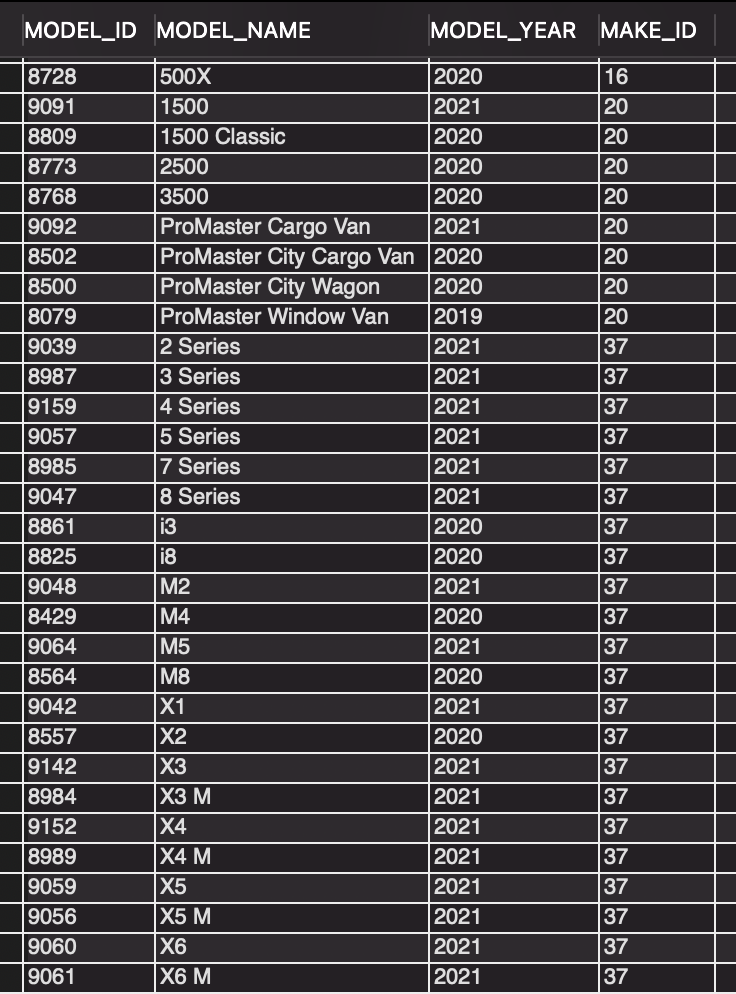 MODEL_ID MODEL_NAME MODEL_YEAR MAKE_ID
8728 500X 2020 16
9091 1500 2021 20
8809 1500 Classic 2020 20
8773 2500 2020 20
8768 3500 2020 20
9092 ProMaster Cargo Van 2021 20
8502 ProMaster City Cargo Van 2020 20
8500 ProMaster City Wagon 2020 20
8079 ProMaster Window Van 2019 20
9039 2 Series 2021 37
8987 3 Series 2021 37
9159 4 Series 2021 37
9057 5 Series 2021 37
8985 7 Series 2021 37
9047 8 Series 2021 37
8861 i3 2020 37
8825 i8 2020 37
9048 M2 2021 37
8429 M4 2020 37
9064 M5 2021 37
8564 M8 2020 37
9042 X1 2021 37
8557 X2 2020 37
9142 X3 2021 37
8984 X3 M 2021 37
9152 X4 2021 37
8989 X4 M 2021 37
9059 X5 2021 37
9056 X5 M 2021 37
9060 X6 2021 37
9061 X6 M 2021 37